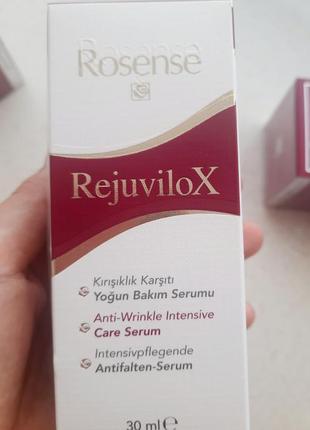 Rosense
RejuviloX
Kırışıklık Karşıtı
Yoğun Bakım Serumu
Anti-Wrinkle Intensive
Care Serum
Intensivpflegende
Antifalten-Serum
30 ml ℮